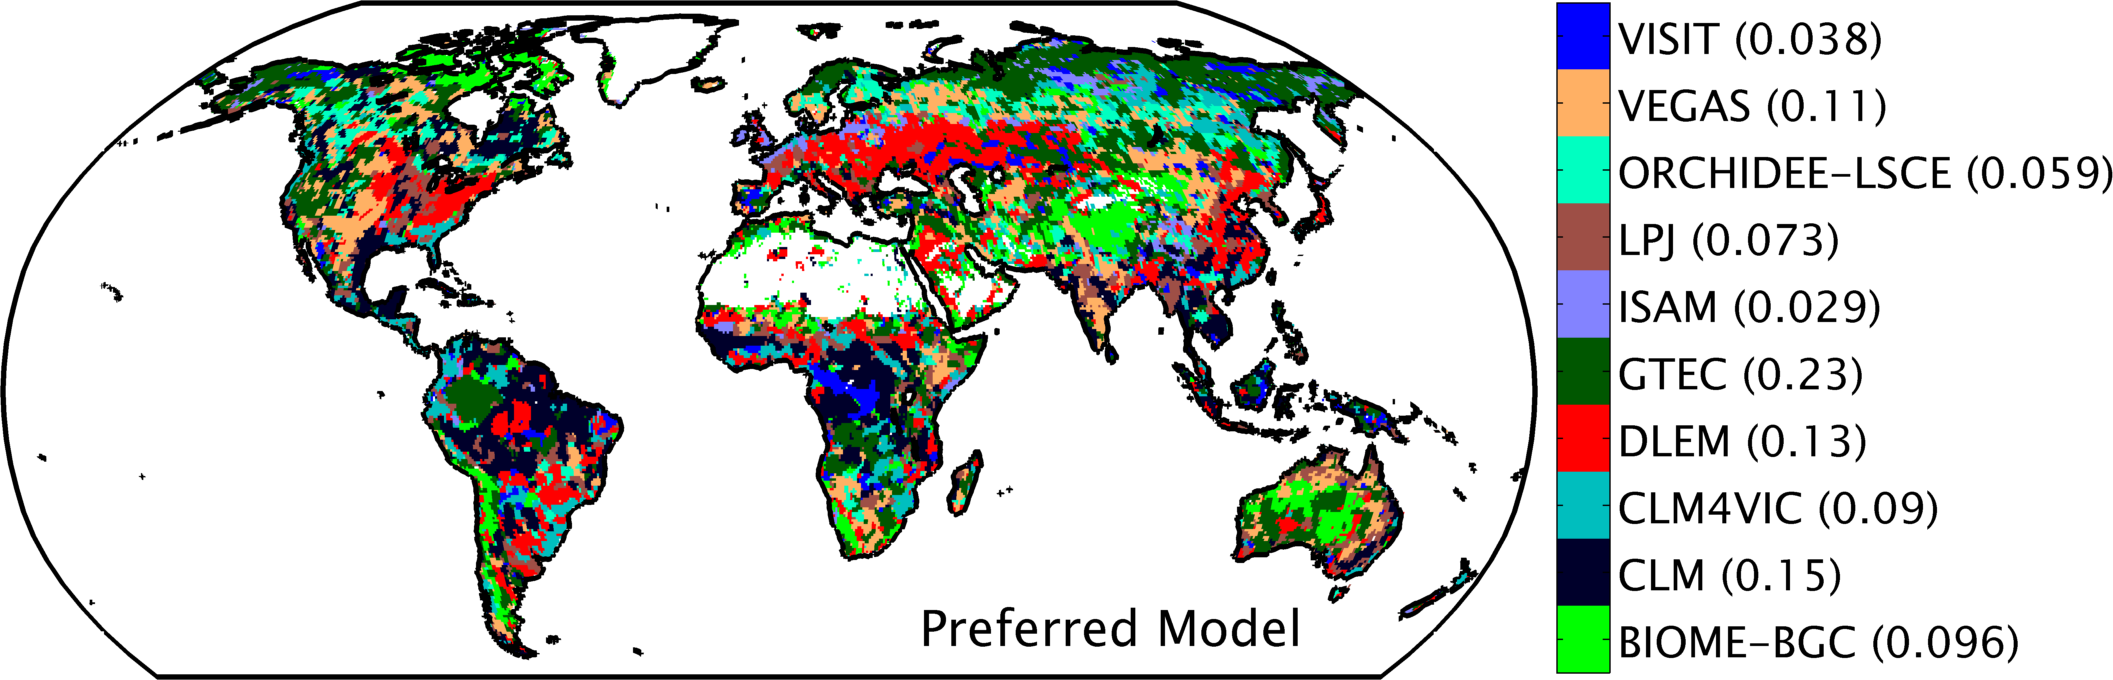 VISIT (0.038)
VEGAS (0.11)
ORCHIDEE−LSCE (0.059)
LPJ (0.073)
ISAM (0.029)
GTEC (0.23)
DLEM (0.13)
CLM4VIC (0.09)
CLM (0.15)
BIOME−BGC (0.096)
Preferred Model